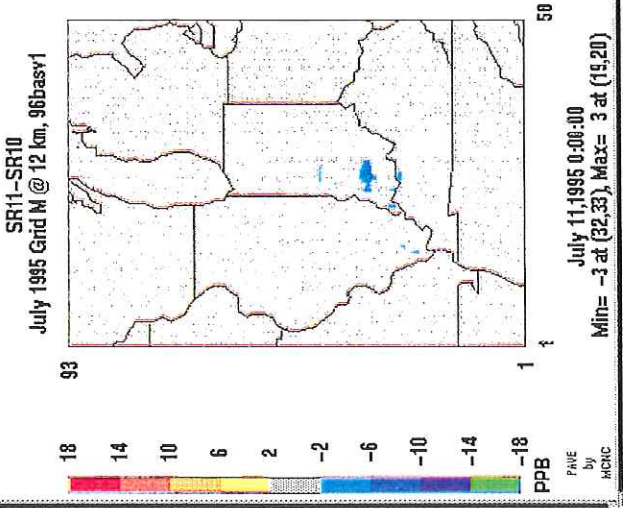 SR11-SR10
July 1995 Grid M @ 12 km, 96basv1
18
14
10
6
2
-2
-6
-10
-14
-18
PPB
PAVE
by
MCNC
93
1
50
July 11,1995 0:00:00
Min= -3 at (32,33), Max= 3 at (19,20)